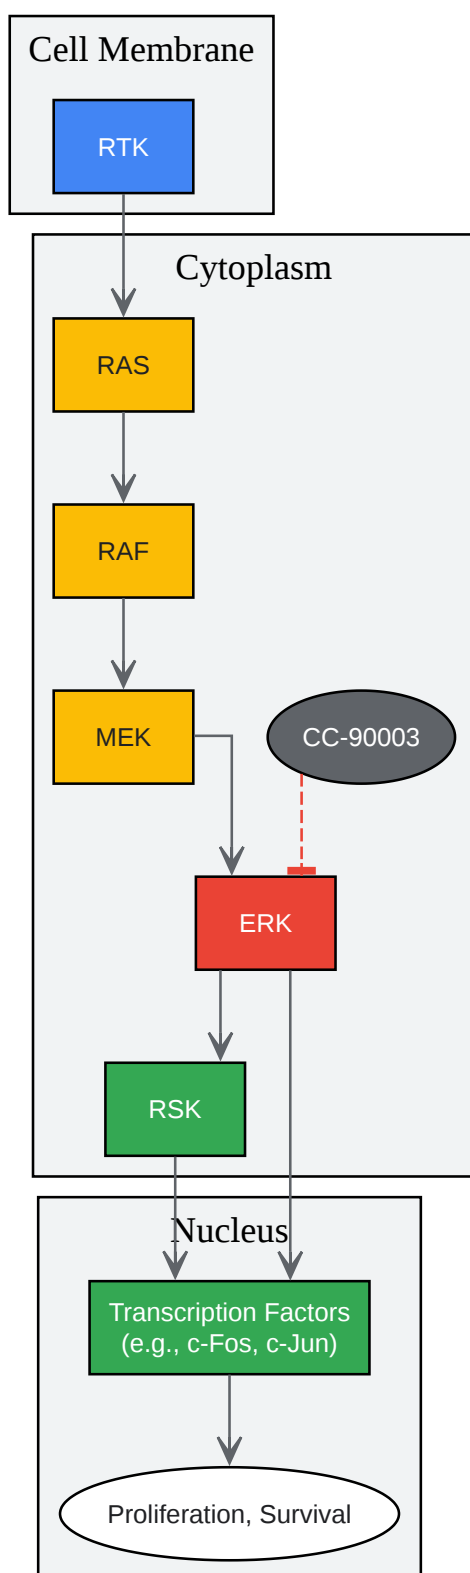 Cell Membrane
RTK
Cytoplasm
RAS
RAF
MEK
CC-90003
ERK
RSK
Nucleus
Transcription Factors
(e.g., c-Fos, c-Jun)
Proliferation, Survival